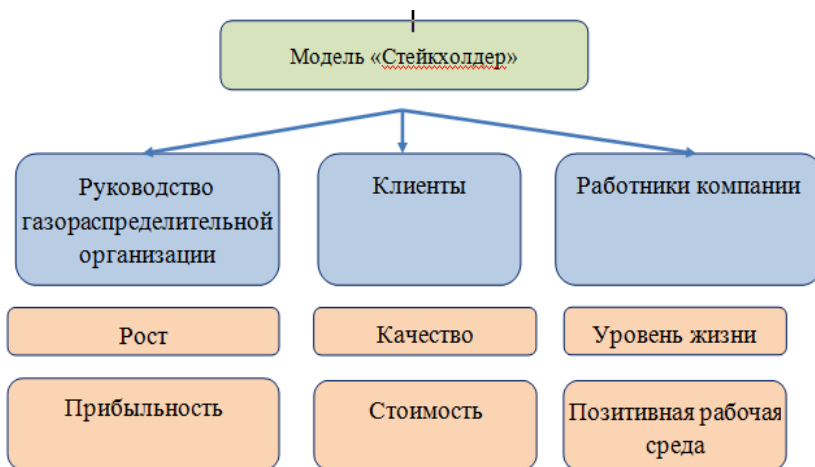 Модель «Стейкхолдер»
Руководство
газораспределительной
организации
Клиенты
Работники компании
Рост
Качество
Уровень жизни
Прибыльность
Стоимость
Позитивная рабочая
среда